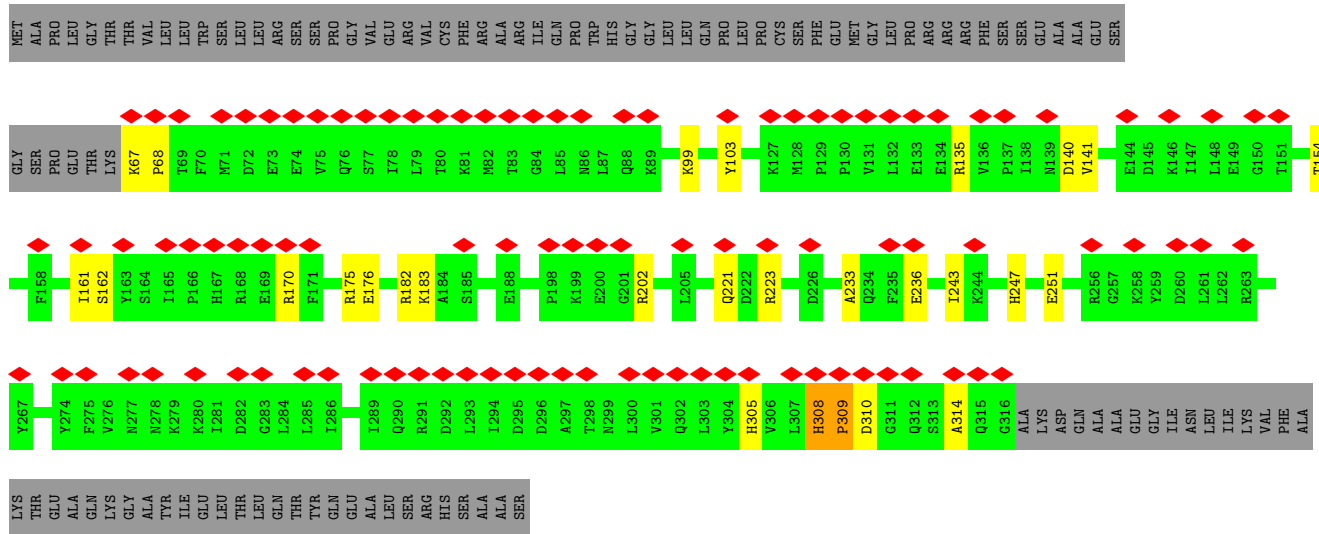 MET ALA PRO LEU GLY THR THR VAL LEU LEU TRP SER LEU LEU ARG SER SER PRO GLY VAL GLU ARG VAL CYS PHE ARG ALA ARG ILE GLN PRO TRP HIS GLY GLY LEU LEU GLN PRO LEU PRO CYS SER PHE GLU MET GLY LEU PRO ARG ARG ARG PHE SER SER GLU ALA ALA GLU SER
GLY SER PRO GLU THR LYS K67 P68 T69 F70 M71 D72 E73 E74 V75 Q76 S77 I78 L79 T80 K81 M82 T83 G84 L85 N86 L87 Q88 K89 K99 Y103 K127 M128 P129 P130 V131 L132 E133 E134 R135 V136 P137 I138 N139 D140 V141 E144 D145 K146 I147 L148 E149 G150 T151 T154
F158 I161 S162 Y163 S164 I165 P166 H167 R168 E169 R170 F171 R175 E176 R182 K183 A184 S185 E188 P198 K199 E200 G201 R202 L205 Q221 D222 R223 D226 A233 Q234 F235 E236 I243 K244 H247 E251 R256 G257 K258 Y259 D260 L261 L262 R263
Y267 Y274 F275 V276 N277 N278 K279 K280 I281 D282 G283 L284 L285 I286 I289 Q290 R291 D292 L293 I294 D295 D296 A297 T298 N299 L300 V301 Q302 L303 Y304 H305 V306 L307 H308 P309 D310 G311 Q312 S313 A314 Q315 G316 ALA LYS ASP GLN ALA ALA GLU GLY ILE ASN LEU ILE LYS VAL PHE ALA
LYS THR GLU ALA GLN LYS GLY ALA TYR ILE GLU LEU THR LEU GLN THR TYR GLN GLU ALA LEU SER ARG HIS SER ALA ALA SER